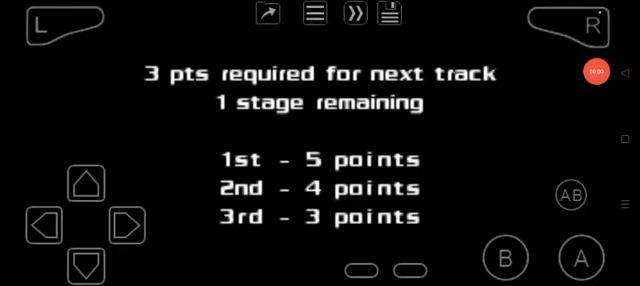 L
R
00:00
3 pts required for next track
1 stage remaining
1st - 5 points
2nd - 4 points
3rd - 3 points
AB
B
A